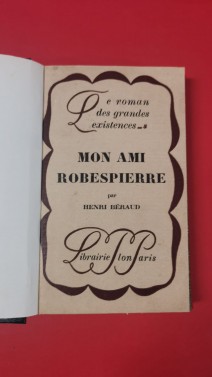 Le roman
des grandes
existences
MON AMI
ROBESPIERRE
par
HENRI BÉRAUD
Librairie Plon Paris